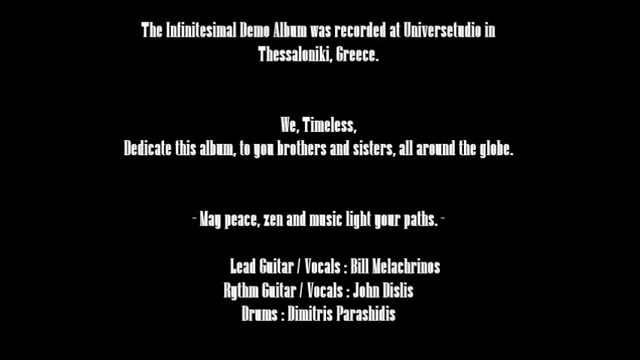 The Infinitesimal Demo Album was recorded at Universetudio in
Thessaloniki, Greece.
We, Timeless,
Dedicate this album, to you brothers and sisters, all around the globe.
- May peace, zen and music light your paths. -
Lead Guitar / Vocals : Bill Melachrinos
Rythm Guitar / Vocals : John Dislis
Drums : Dimitris Parashidis